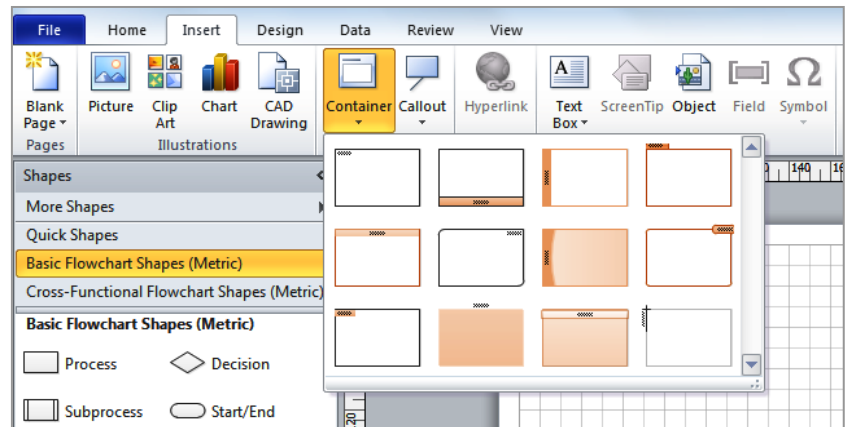 File Home Insert Design Data Review View
Blank Page Picture Clip Art Chart CAD Drawing Container Callout Hyperlink Text Box ScreenTip Object Field Symbol
Pages Illustrations
Shapes
140
More Shapes
Quick Shapes
Basic Flowchart Shapes (Metric)
Cross-Functional Flowchart Shapes (Metric)
Basic Flowchart Shapes (Metric)
Process Decision
Subprocess Start/End